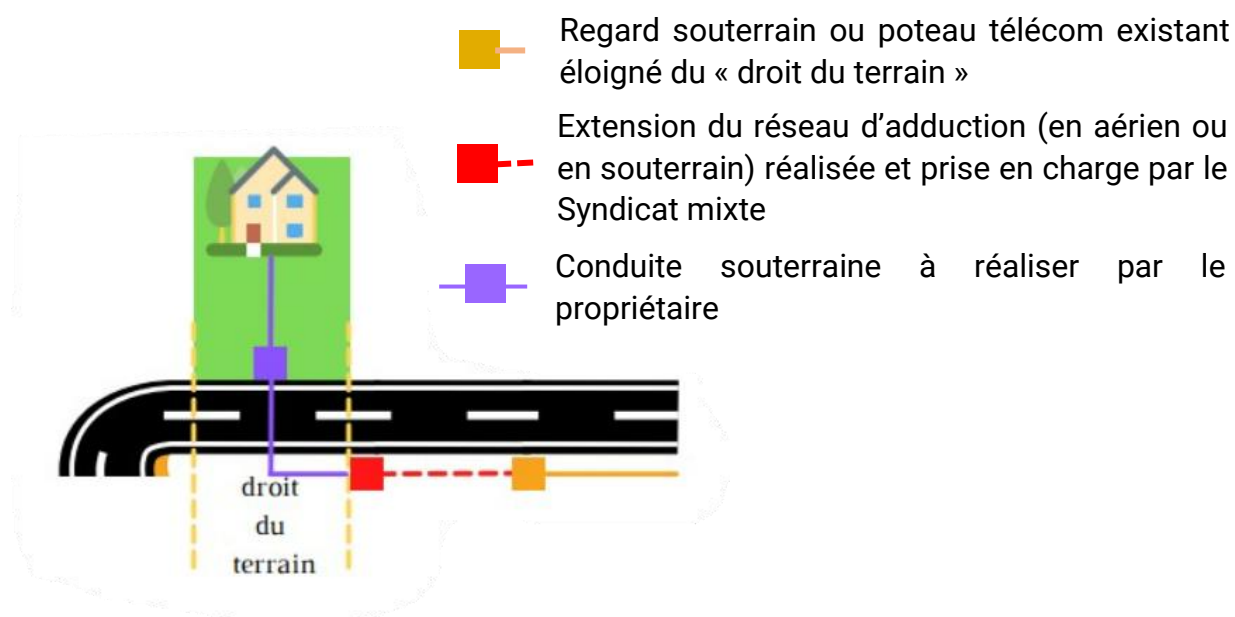 Regard souterrain ou poteau télécom existant
éloigné du « droit du terrain »
Extension du réseau d’adduction (en aérien ou
en souterrain) réalisée et prise en charge par le
Syndicat mixte
Conduite souterraine à réaliser par le
propriétaire
droit
du
terrain